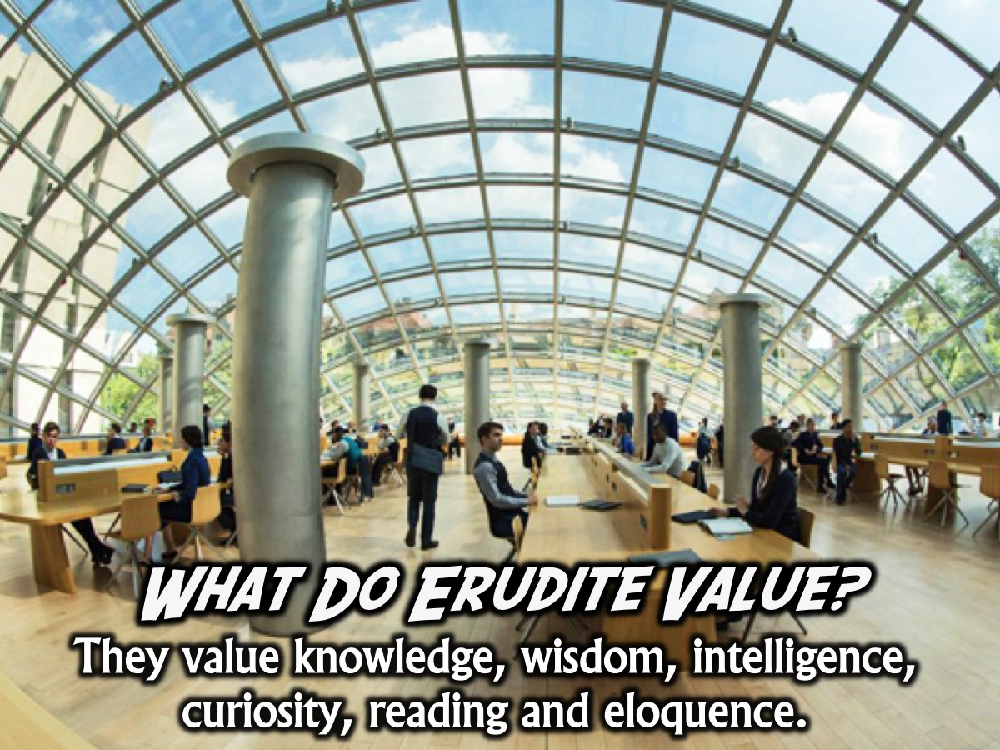 What Do Erudite Value?
They value knowledge, wisdom, intelligence,
curiosity, reading and eloquence.